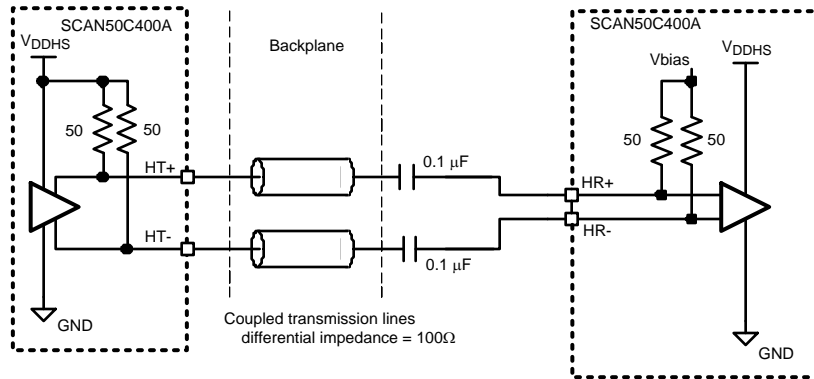 SCAN50C400A
VDDHS
50
50
HT+
HT-
GND
Backplane
0.1 µF
0.1 µF
Coupled transmission lines
differential impedance = 100Ω
SCAN50C400A
Vbias
VDDHS
50
50
HR+
HR-
GND